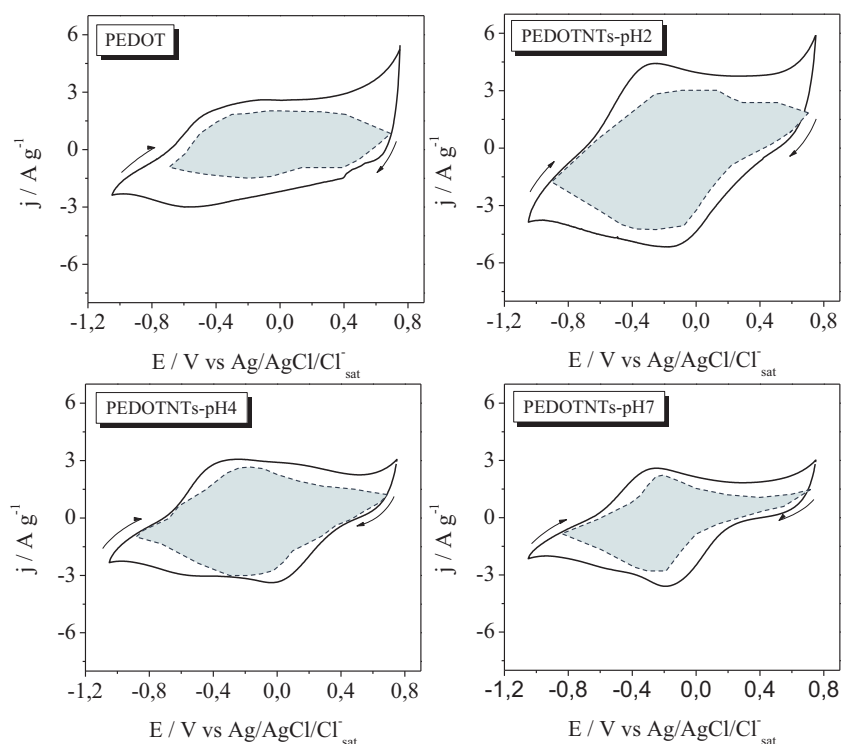 PEDOT
6
3
0
-3
-6
j / A g⁻¹
-1,2 -0,8 -0,4 0,0 0,4 0,8
E / V vs Ag/AgCl/Cl⁻sat
PEDOTNTs-pH2
6
3
0
-3
-6
j / A g⁻¹
-1,2 -0,8 -0,4 0,0 0,4 0,8
E / V vs Ag/AgCl/Cl⁻sat
PEDOTNTs-pH4
6
3
0
-3
-6
j / A g⁻¹
-1,2 -0,8 -0,4 0,0 0,4 0,8
E / V vs Ag/AgCl/Cl⁻sat
PEDOTNTs-pH7
6
3
0
-3
-6
j / A g⁻¹
-1,2 -0,8 -0,4 0,0 0,4 0,8
E / V vs Ag/AgCl/Cl⁻sat